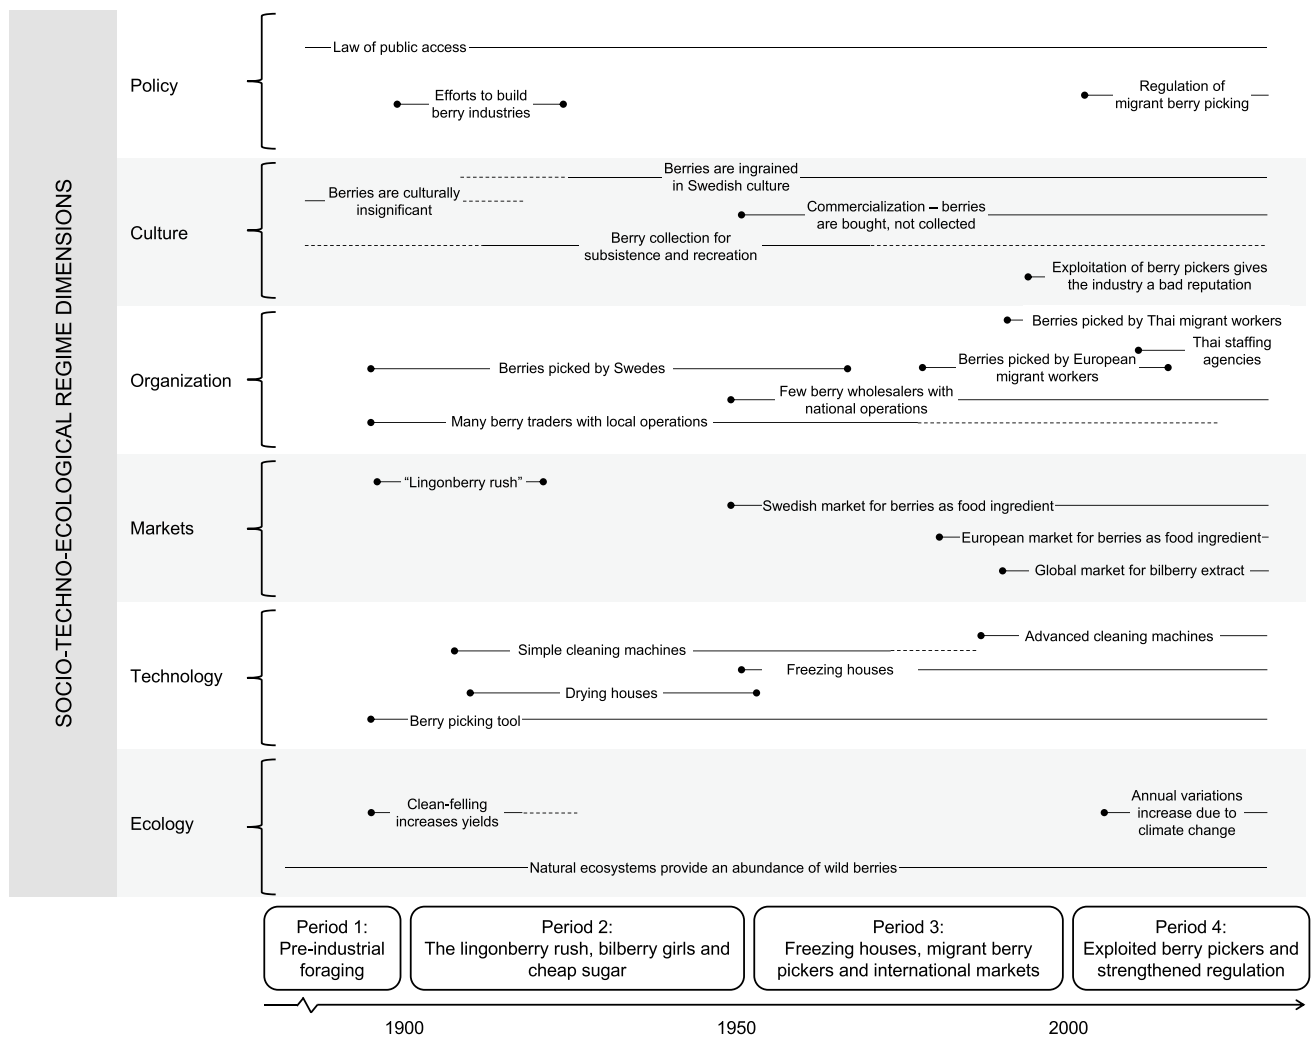 SOCIO-TECHNO-ECOLOGICAL REGIME DIMENSIONS
Policy
Law of public access
Efforts to build
berry industries
Regulation of
migrant berry picking
Culture
Berries are ingrained
in Swedish culture
Berries are culturally
insignificant
Commercialization – berries
are bought, not collected
Berry collection for
subsistence and recreation
Exploitation of berry pickers gives
the industry a bad reputation
Organization
Berries picked by Thai migrant workers
Thai staffing
agencies
Berries picked by European
migrant workers
Berries picked by Swedes
Few berry wholesalers with
national operations
Many berry traders with local operations
Markets
“Lingonberry rush”
Swedish market for berries as food ingredient
European market for berries as food ingredient
Global market for bilberry extract
Technology
Advanced cleaning machines
Simple cleaning machines
Freezing houses
Drying houses
Berry picking tool
Ecology
Clean-felling
increases yields
Annual variations
increase due to
climate change
Natural ecosystems provide an abundance of wild berries
Period 1:
Pre-industrial
foraging
Period 2:
The lingonberry rush, bilberry girls and
cheap sugar
Period 3:
Freezing houses, migrant berry
pickers and international markets
Period 4:
Exploited berry pickers and
strengthened regulation
1900
1950
2000